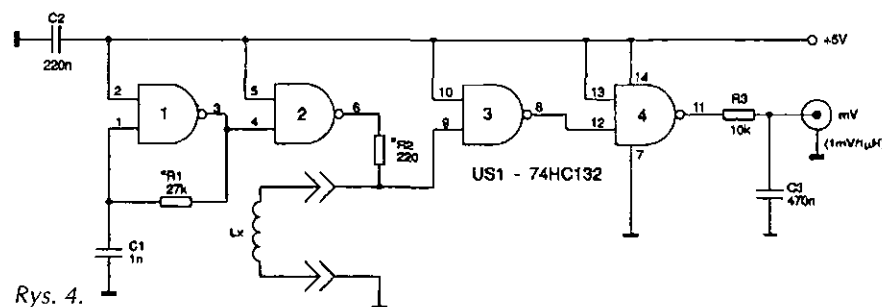 C2
220n
+5V
2
1
1
3
5
4
2
6
10
9
3
8
13
12
14
4
11
7
R3
10k
mV
(1mV/1µH)
*R1
27k
*R2
220
US1 - 74HC132
C1
1n
Lx
C3
470n
Rys. 4.